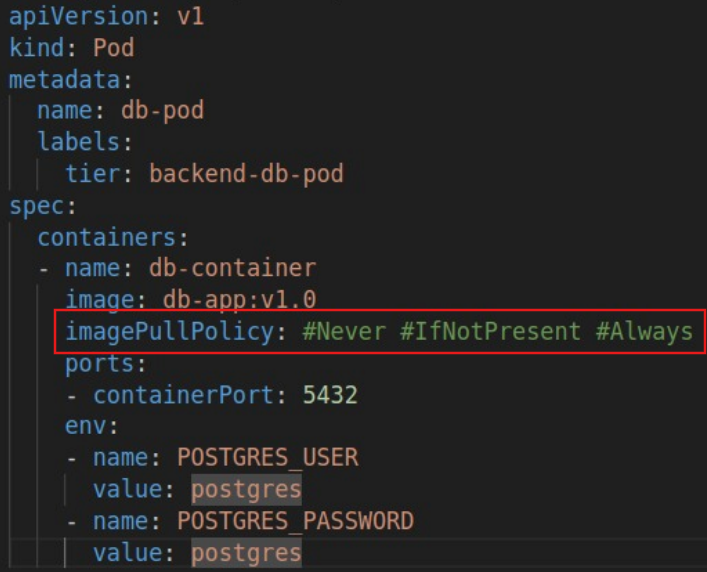 apiVersion: v1
kind: Pod
metadata:
  name: db-pod
  labels:
    tier: backend-db-pod
spec:
  containers:
  - name: db-container
    image: db-app:v1.0
    imagePullPolicy: #Never #IfNotPresent #Always
    ports:
    - containerPort: 5432
    env:
    - name: POSTGRES_USER
      value: postgres
    - name: POSTGRES_PASSWORD
      value: postgres